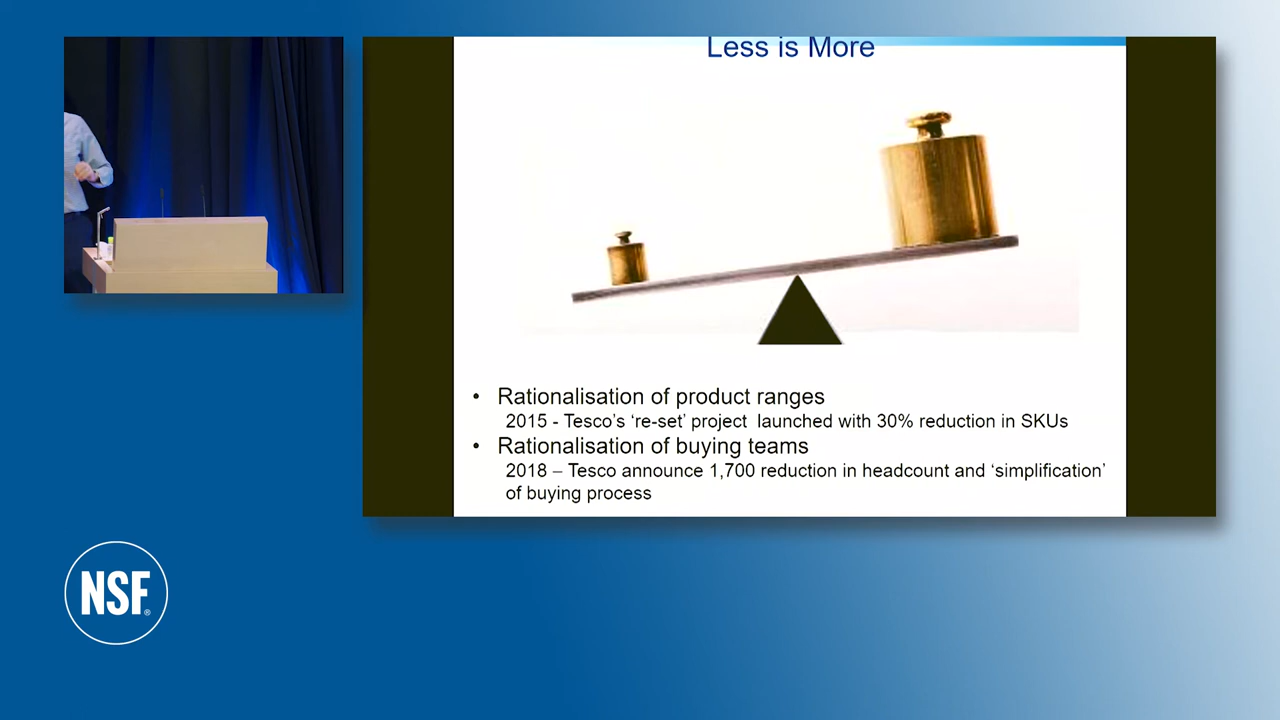 Less is More
• Rationalisation of product ranges
2015 - Tesco's ‘re-set’ project launched with 30% reduction in SKUs
• Rationalisation of buying teams
2018 – Tesco announce 1,700 reduction in headcount and ‘simplification’
of buying process
NSF®